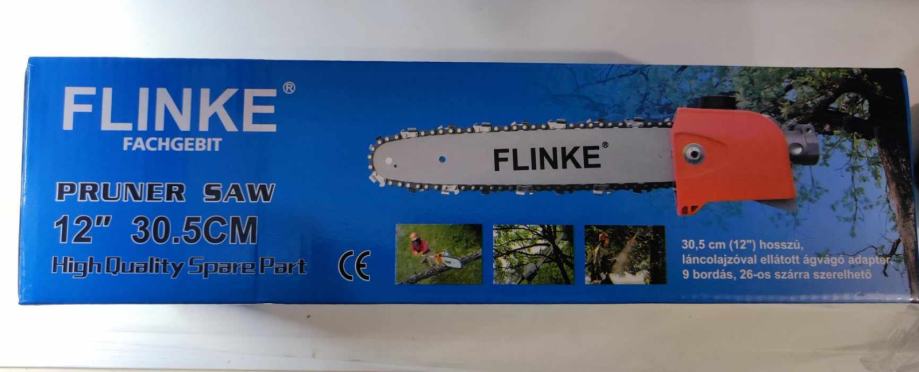 FLINKE®
FACHGEBIT
PRUNER SAW
12" 30.5CM
High Quality Spare Part
CE
FLINKE®
30,5 cm (12") hosszú,
láncolajzóval ellátott ágvágó adapter.
9 bordás, 26-os szárra szerelhető